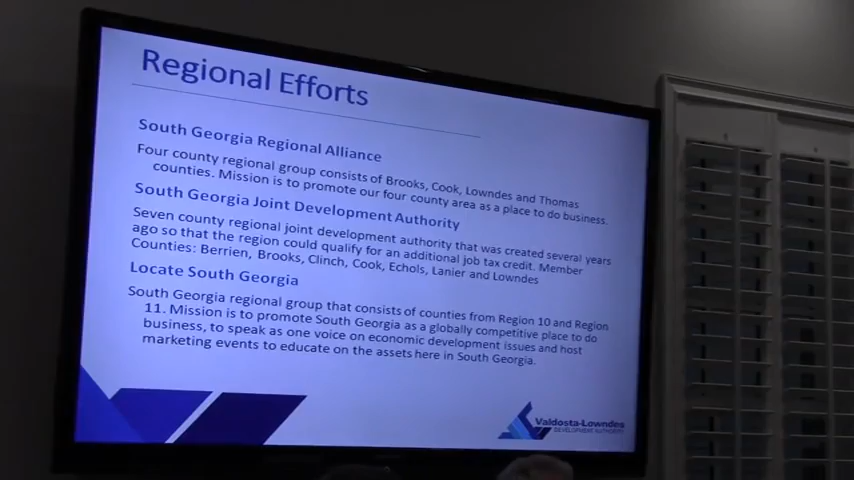 Regional Efforts
South Georgia Regional Alliance
Four county regional group consists of Brooks, Cook, Lowndes and Thomas
counties. Mission is to promote our four county area as a place to do business.
South Georgia Joint Development Authority
Seven county regional joint development authority that was created several years
ago so that the region could qualify for an additional job tax credit. Member
Counties: Berrien, Brooks, Clinch, Cook, Echols, Lanier and Lowndes
Locate South Georgia
South Georgia regional group that consists of counties from Region 10 and Region
11. Mission is to promote South Georgia as a globally competitive place to do
business, to speak as one voice on economic development issues and host
marketing events to educate on the assets here in South Georgia.
Valdosta-Lowndes
DEVELOPMENT AUTHORITY